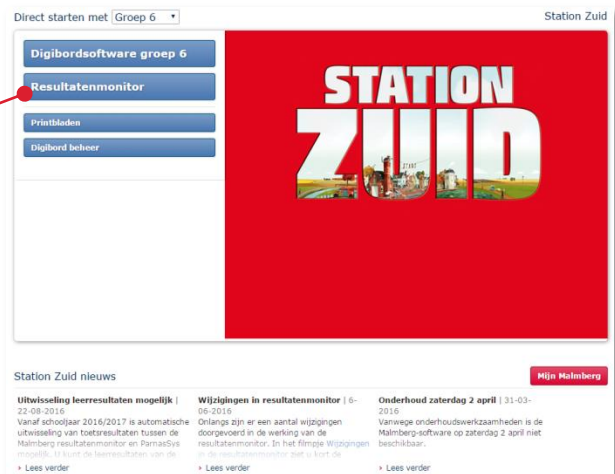 Direct starten met Groep 6
Station Zuid
Digibordsoftware groep 6
Resultatenmonitor
Printbladen
Digibord beheer
STATION
ZUID
Station Zuid nieuws
Mijn Malmberg
Uitwisseling leerresultaten mogelijk |
22-08-2016
Vanaf schooljaar 2016/2017 is automatische
uitwisseling van toetsresultaten tussen de
Malmberg resultatenmonitor en ParnasSys
mogelijk. U kunt de leerresultaten van de
Lees verder
Wijzigingen in resultatenmonitor | 6-
06-2016
Onlangs zijn er een aantal wijzigingen
doorgevoerd in de werking van de
resultatenmonitor. In het filmpje Wijzigingen
in de resultatenmonitor ziet u kort de
Lees verder
Onderhoud zaterdag 2 april | 31-03-
2016
Vanwege onderhoudswerkzaamheden is de
Malmberg-software op zaterdag 2 april niet
beschikbaar.
Lees verder